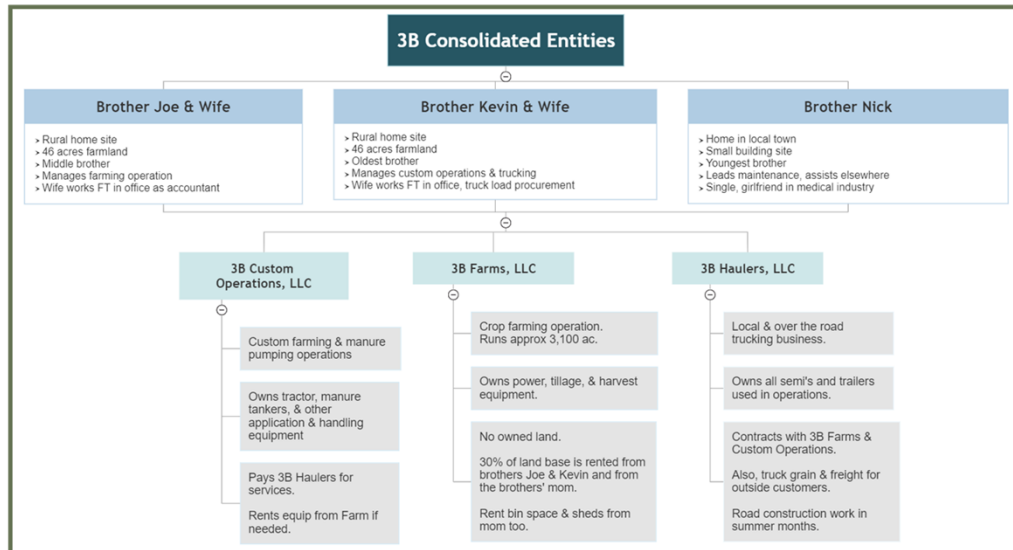 3B Consolidated Entities
Brother Joe & Wife
➤ Rural home site
➤ 46 acres farmland
➤ Middle brother
➤ Manages farming operation
➤ Wife works FT in office as accountant
Brother Kevin & Wife
➤ Rural home site
➤ 46 acres farmland
➤ Oldest brother
➤ Manages custom operations & trucking
➤ Wife works FT in office, truck load procurement
Brother Nick
➤ Home in local town
➤ Small building site
➤ Youngest brother
➤ Leads maintenance, assists elsewhere
➤ Single, girlfriend in medical industry
3B Custom
Operations, LLC
Custom farming & manure
pumping operations
Owns tractor, manure
tankers, & other
application & handling
equipment
Pays 3B Haulers for
services.
Rents equip from Farm if
needed.
3B Farms, LLC
Crop farming operation.
Runs approx 3,100 ac.
Owns power, tillage, & harvest
equipment.
No owned land.
30% of land base is rented from
brothers Joe & Kevin and from
the brothers' mom.
Rent bin space & sheds from
mom too.
3B Haulers, LLC
Local & over the road
trucking business.
Owns all semi's and trailers
used in operations.
Contracts with 3B Farms &
Custom Operations.
Also, truck grain & freight for
outside customers.
Road construction work in
summer months.